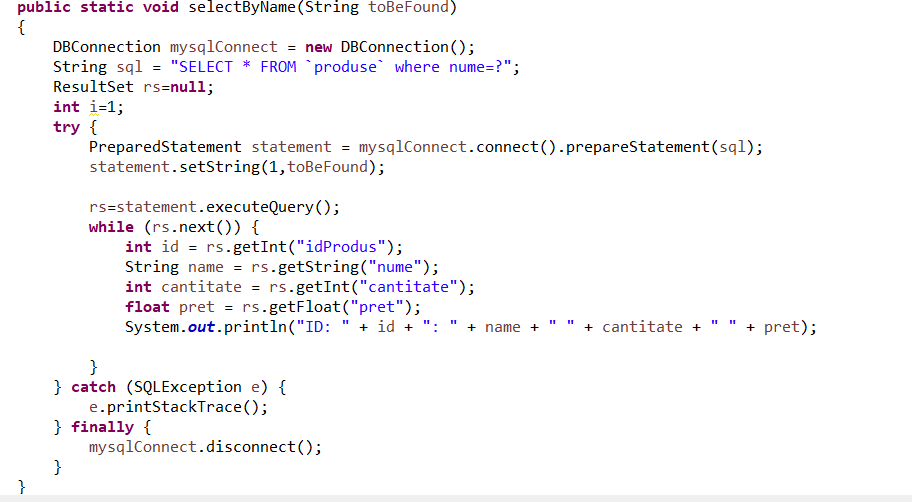 public static void selectByName(String toBeFound)
{
    DBConnection mysqlConnect = new DBConnection();
    String sql = "SELECT * FROM `produse` where nume=?";
    ResultSet rs=null;
    int i=1;
    try {
        PreparedStatement statement = mysqlConnect.connect().prepareStatement(sql);
        statement.setString(1,toBeFound);

        rs=statement.executeQuery();
        while (rs.next()) {
            int id = rs.getInt("idProdus");
            String name = rs.getString("nume");
            int cantitate = rs.getInt("cantitate");
            float pret = rs.getFloat("pret");
            System.out.println("ID: " + id + ": " + name + " " + cantitate + " " + pret);

        }
    } catch (SQLException e) {
        e.printStackTrace();
    } finally {
        mysqlConnect.disconnect();
    }
}